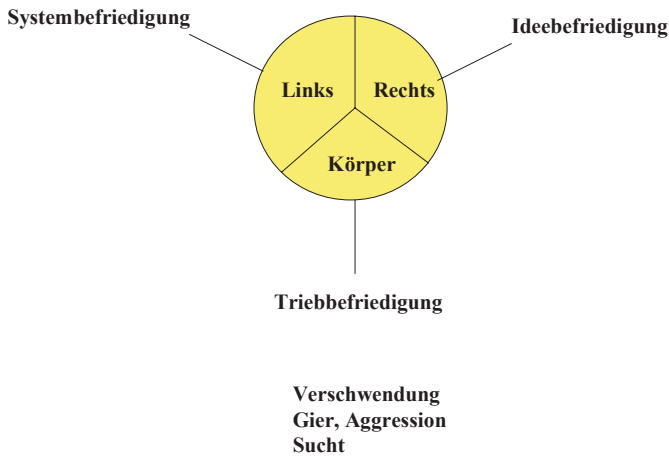 Systembefriedigung
Ideebefriedigung
Links
Rechts
Körper
Triebbefriedigung
Verschwendung
Gier, Aggression
Sucht